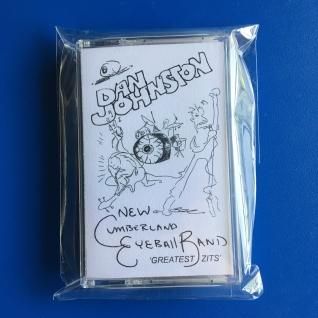 DAN
JOHNSTON
NEW
CUMBERLAND
EYEBALL BAND
'GREATEST ZITS'